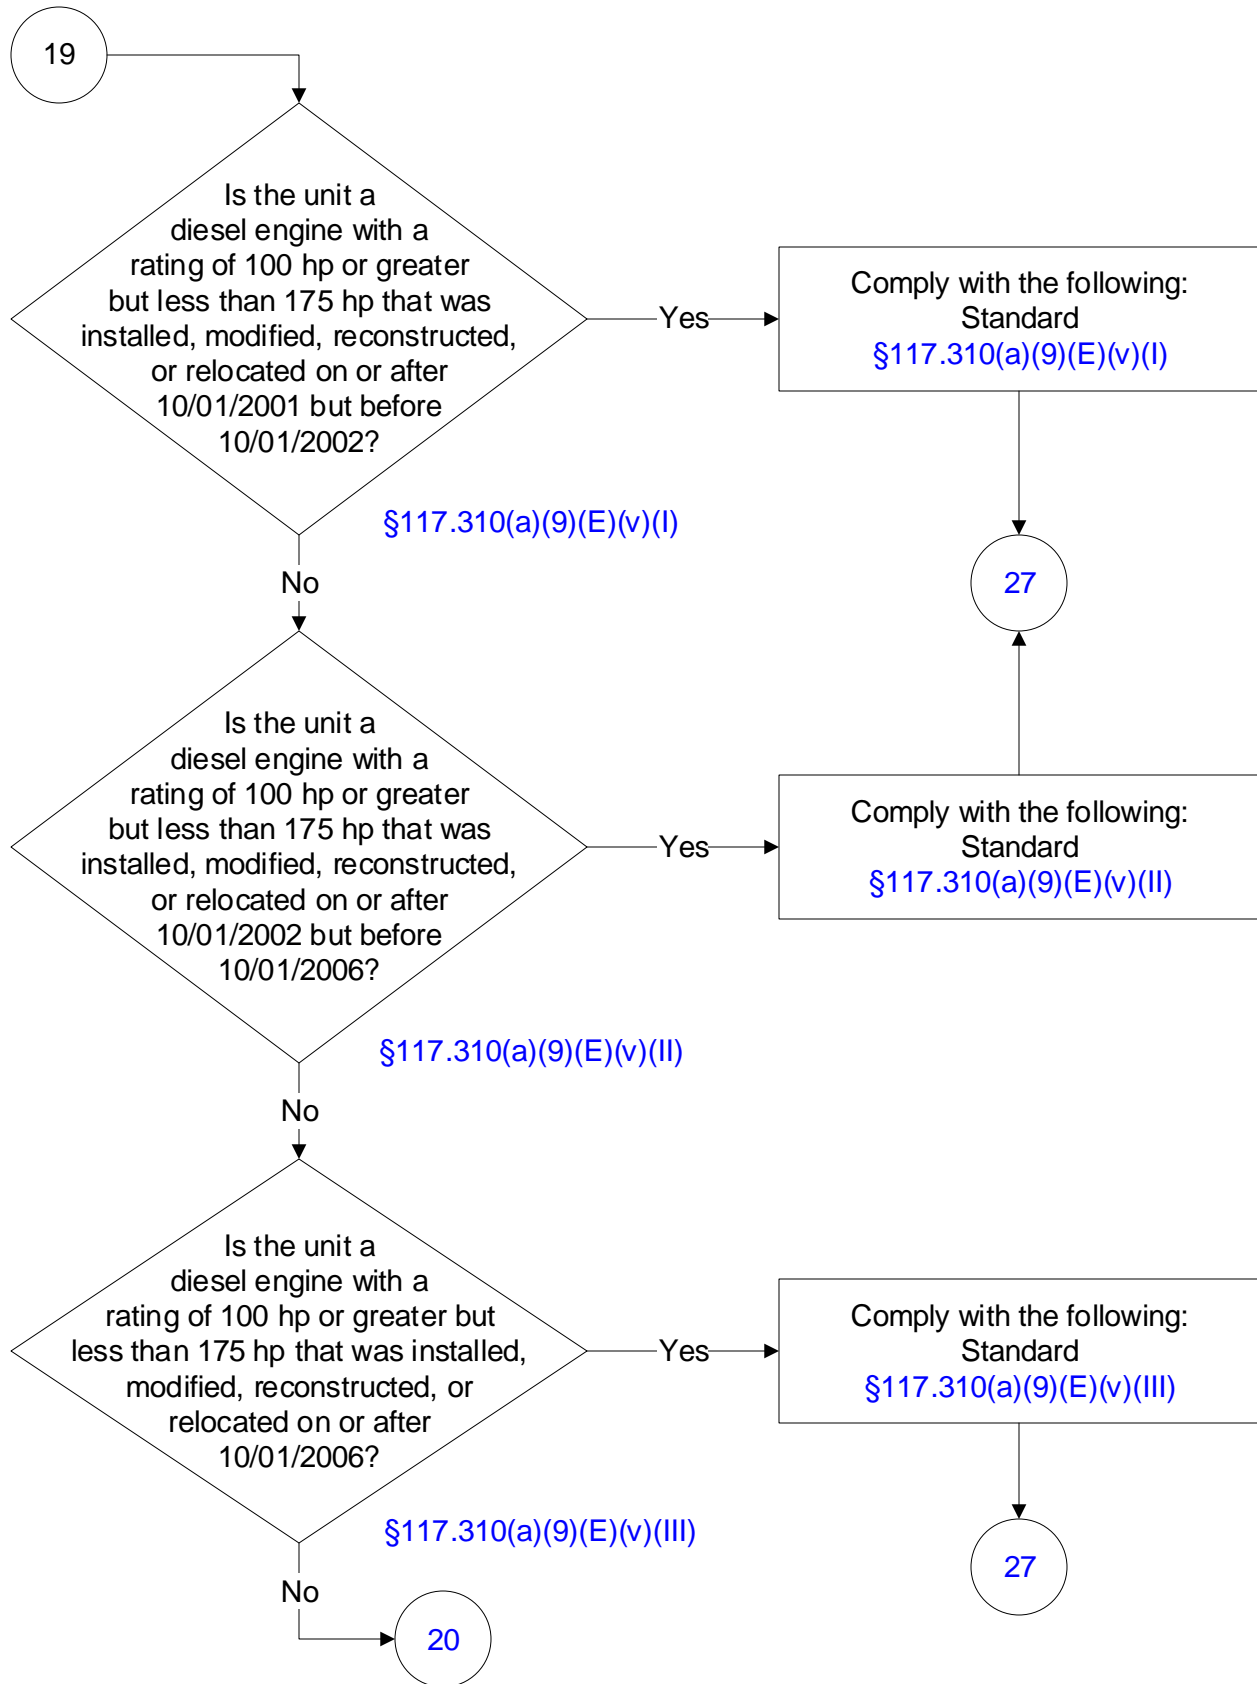 19
Is the unit a
diesel engine with a
rating of 100 hp or greater
but less than 175 hp that was
installed, modified, reconstructed,
or relocated on or after
10/01/2001 but before
10/01/2002?
Yes
Comply with the following:
Standard
§117.310(a)(9)(E)(v)(I)
§117.310(a)(9)(E)(v)(I)
No
27
Is the unit a
diesel engine with a
rating of 100 hp or greater
but less than 175 hp that was
installed, modified, reconstructed,
or relocated on or after
10/01/2002 but before
10/01/2006?
Yes
Comply with the following:
Standard
§117.310(a)(9)(E)(v)(II)
§117.310(a)(9)(E)(v)(II)
No
Is the unit a
diesel engine with a
rating of 100 hp or greater but
less than 175 hp that was installed,
modified, reconstructed, or
relocated on or after
10/01/2006?
Yes
Comply with the following:
Standard
§117.310(a)(9)(E)(v)(III)
§117.310(a)(9)(E)(v)(III)
27
No
20